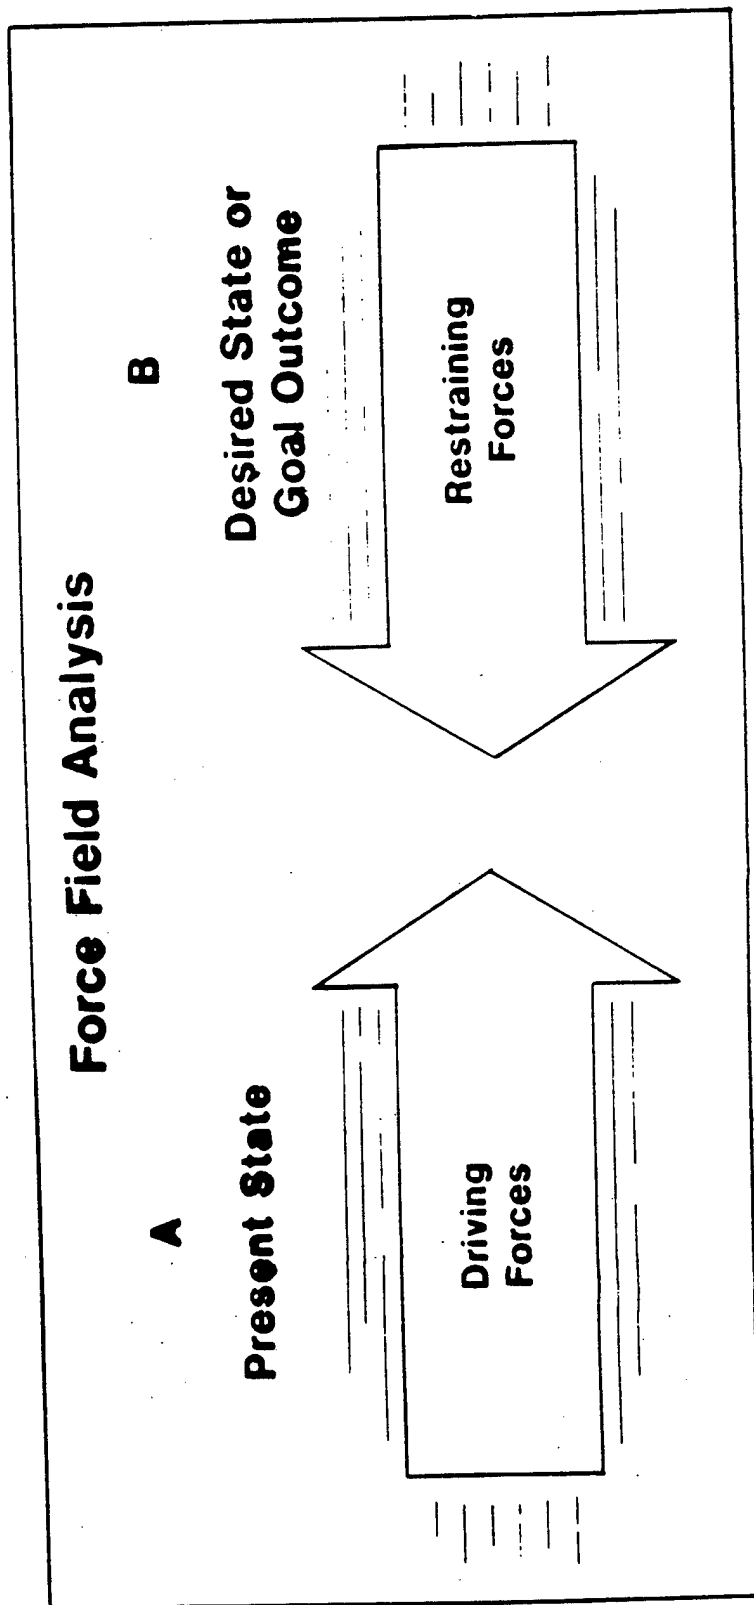 Force Field Analysis
A
Present State
B
Desired State or
Goal Outcome
Driving
Forces
Restraining
Forces